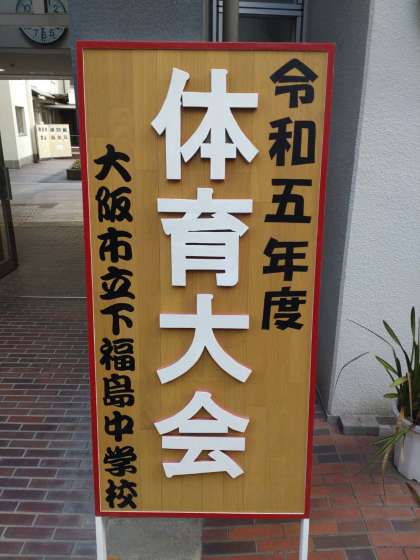 令和五年度
体育大会
大阪市立下福島中学校